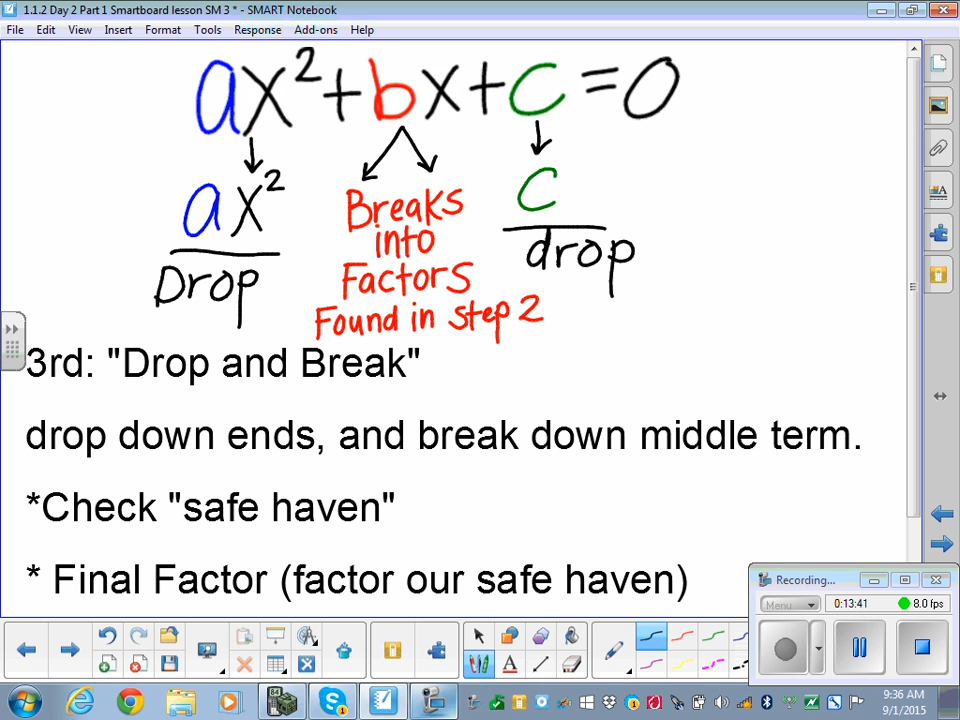 1.1.2 Day 2 Part 1 Smartboard lesson SM 3 * - SMART Notebook
File Edit View Insert Format Tools Response Add-ons Help
ax²+bx+c=0
ax² Breaks c
into drop
Drop Factors
Found in step 2
3rd: "Drop and Break"
drop down ends, and break down middle term.
*Check "safe haven"
* Final Factor (factor our safe haven)
Recording...
Menu 0:13:41 8.0 fps
9:36 AM
9/1/2015